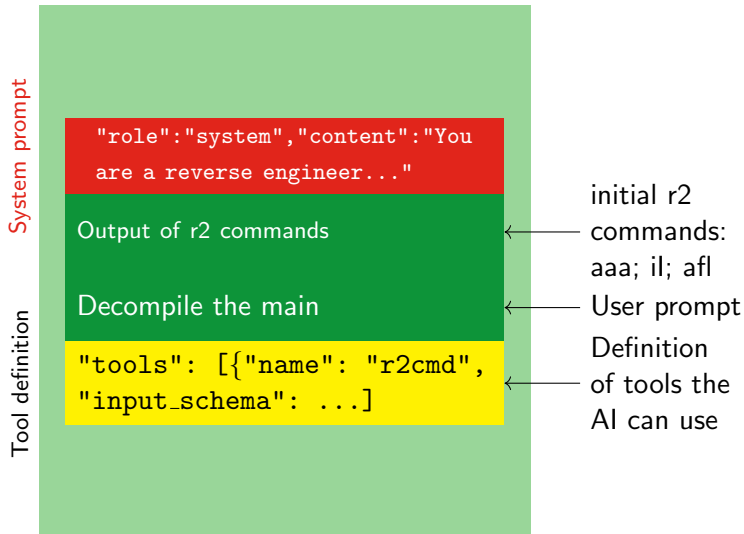 System prompt
"role":"system","content":"You
are a reverse engineer..."
Output of r2 commands
initial r2
commands:
aaa; il; afl
Decompile the main
User prompt
Tool definition
"tools": [{"name": "r2cmd",
"input_schema": ...]
Definition
of tools the
AI can use